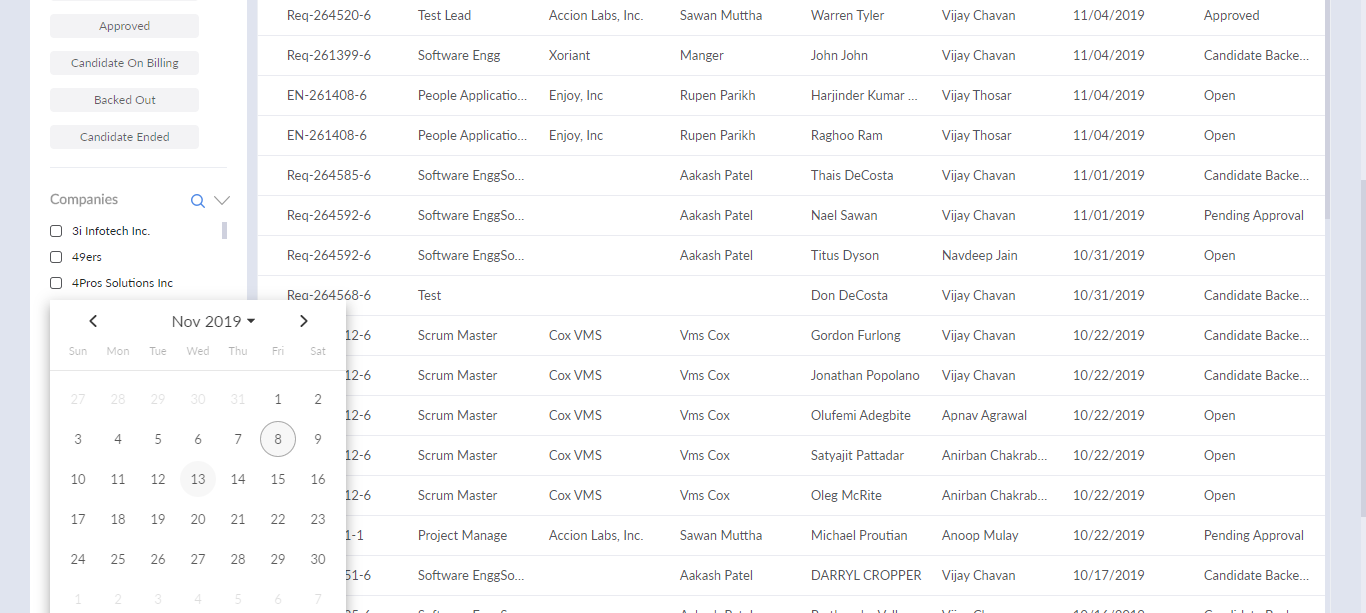 Approved
Candidate On Billing
Backed Out
Candidate Ended
Companies
3i Infotech Inc.
49ers
4Pros Solutions Inc
Nov 2019
Sun Mon Tue Wed Thu Fri Sat
27 28 29 30 31 1 2
3 4 5 6 7 8 9
10 11 12 13 14 15 16
17 18 19 20 21 22 23
24 25 26 27 28 29 30
1 2 3 4 5 6 7
Req-264520-6 Test Lead Accion Labs, Inc. Sawan Muttha Warren Tyler Vijay Chavan 11/04/2019 Approved
Req-261399-6 Software Engg Xoriant Manger John John Vijay Chavan 11/04/2019 Candidate Backe...
EN-261408-6 People Applicatio... Enjoy, Inc Rupen Parikh Harjinder Kumar ... Vijay Thosar 11/04/2019 Open
EN-261408-6 People Applicatio... Enjoy, Inc Rupen Parikh Raghoo Ram Vijay Thosar 11/04/2019 Open
Req-264585-6 Software EnggSo... Aakash Patel Thais DeCosta Vijay Chavan 11/01/2019 Candidate Backe...
Req-264592-6 Software EnggSo... Aakash Patel Nael Sawan Vijay Chavan 11/01/2019 Pending Approval
Req-264592-6 Software EnggSo... Aakash Patel Titus Dyson Navdeep Jain 10/31/2019 Open
Req-264568-6 Test Don DeCosta Vijay Chavan 10/31/2019 Candidate Backe...
12-6 Scrum Master Cox VMS Vms Cox Gordon Furlong Vijay Chavan 10/22/2019 Candidate Backe...
12-6 Scrum Master Cox VMS Vms Cox Jonathan Popolano Vijay Chavan 10/22/2019 Candidate Backe...
12-6 Scrum Master Cox VMS Vms Cox Olufemi Adegbite Apnav Agrawal 10/22/2019 Open
12-6 Scrum Master Cox VMS Vms Cox Satyajit Pattadar Anirban Chakrab... 10/22/2019 Open
12-6 Scrum Master Cox VMS Vms Cox Oleg McRite Anirban Chakrab... 10/22/2019 Open
1-1 Project Manage Accion Labs, Inc. Sawan Muttha Michael Proutian Anoop Mulay 10/22/2019 Pending Approval
51-6 Software EnggSo... Aakash Patel DARRYL CROPPER Vijay Chavan 10/17/2019 Candidate Backe...